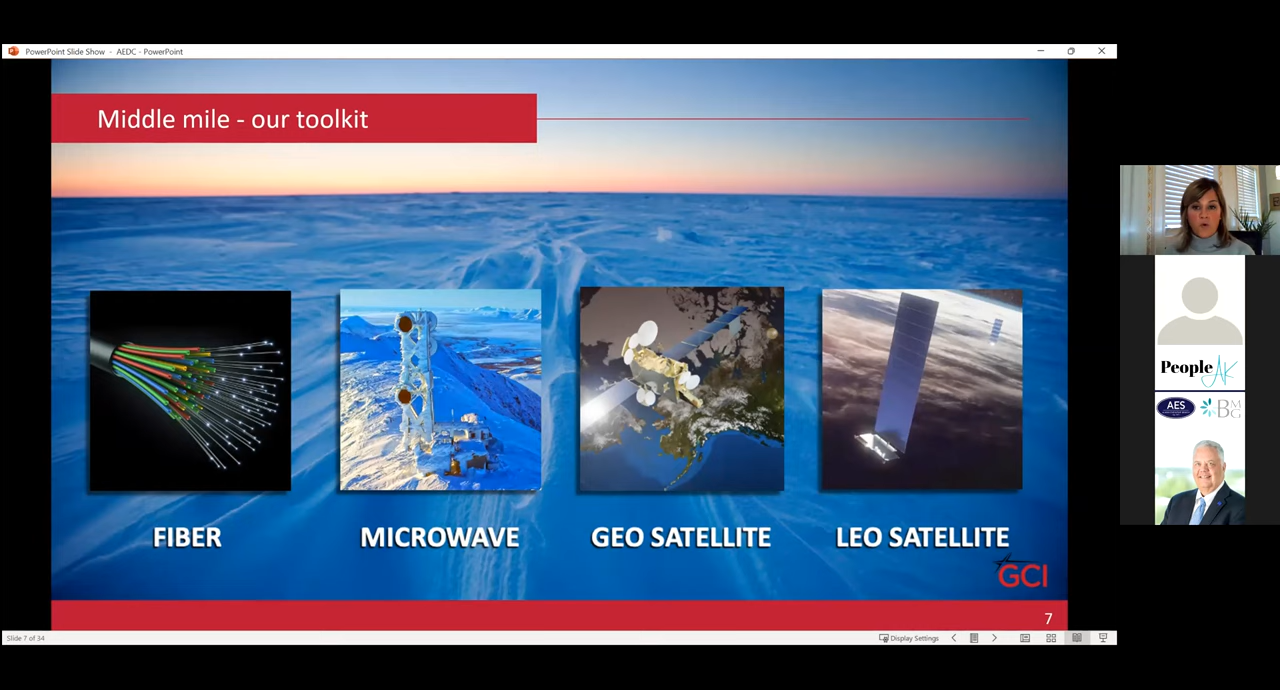 PowerPoint Slide Show - AEDC - PowerPoint
Middle mile - our toolkit
FIBER
MICROWAVE
GEO SATELLITE
LEO SATELLITE
GCI
7
Slide 7 of 34
Display Settings
People AK
AES
BMG